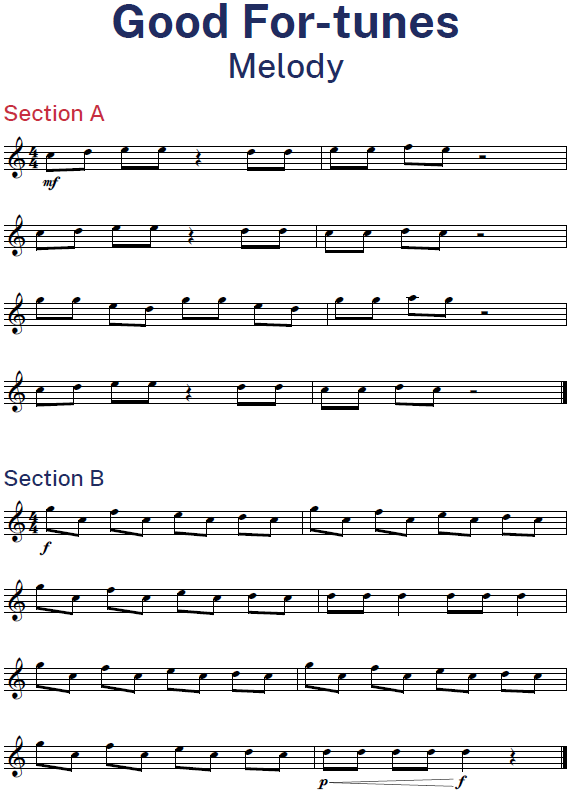 Good For-tunes
Melody
Section A
mf
Section B
f
p f